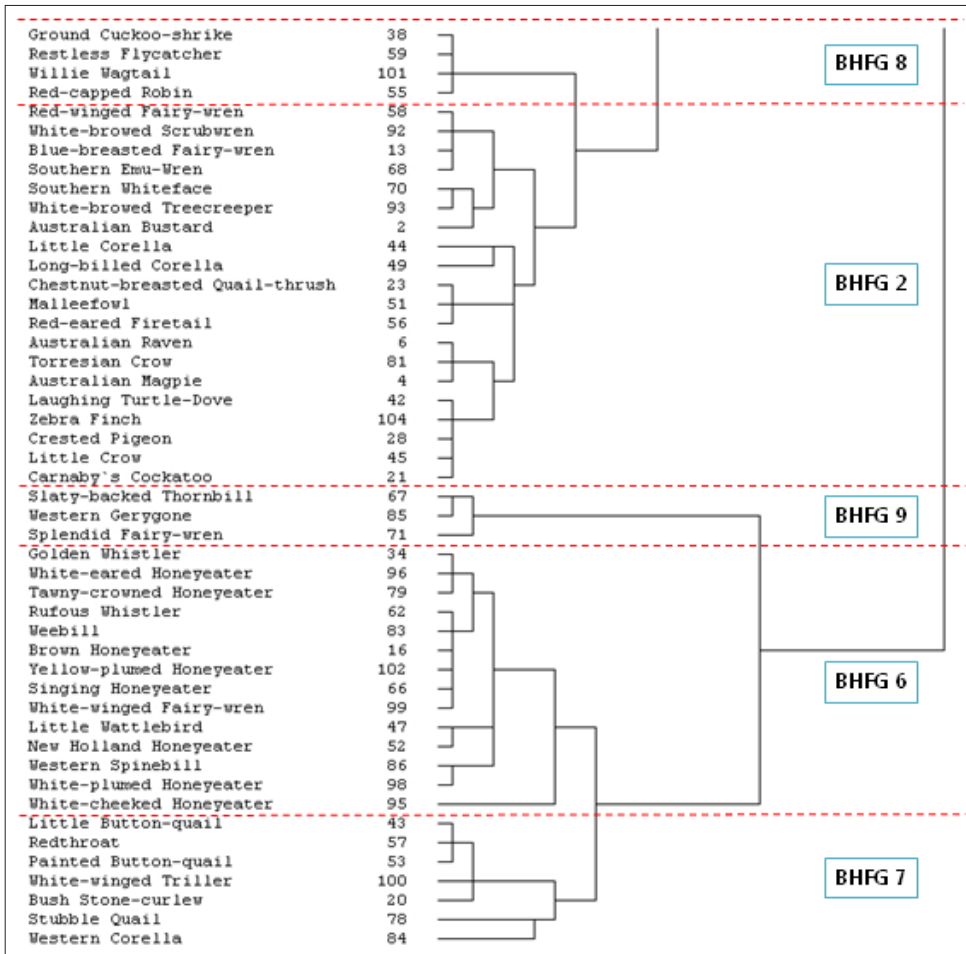 Ground Cuckoo-shrike 38
Restless Flycatcher 59
BHFG 8
Willie Wagtail 101
Red-capped Robin 55
Red-winged Fairy-wren 58
White-browed Scrubwren 92
Blue-breasted Fairy-wren 13
Southern Emu-Wren 68
Southern Whiteface 70
White-browed Treecreeper 93
Australian Bustard 2
Little Corella 44
Long-billed Corella 49
Chestnut-breasted Quail-thrush 23
BHFG 2
Malleefowl 51
Red-eared Firetail 56
Australian Raven 6
Torresian Crow 81
Australian Magpie 4
Laughing Turtle-Dove 42
Zebra Finch 104
Crested Pigeon 28
Little Crow 45
Carnaby`s Cockatoo 21
Slaty-backed Thornbill 67
Western Gerygone 85
BHFG 9
Splendid Fairy-wren 71
Golden Whistler 34
White-eared Honeyeater 96
Tawny-crowned Honeyeater 79
Rufous Whistler 62
Weebill 83
Brown Honeyeater 16
Yellow-plumed Honeyeater 102
BHFG 6
Singing Honeyeater 66
White-winged Fairy-wren 99
Little Wattlebird 47
New Holland Honeyeater 52
Western Spinebill 86
White-plumed Honeyeater 98
White-cheeked Honeyeater 95
Little Button-quail 43
Redthroat 57
Painted Button-quail 53
BHFG 7
White-winged Triller 100
Bush Stone-curlew 20
Stubble Quail 78
Western Corella 84